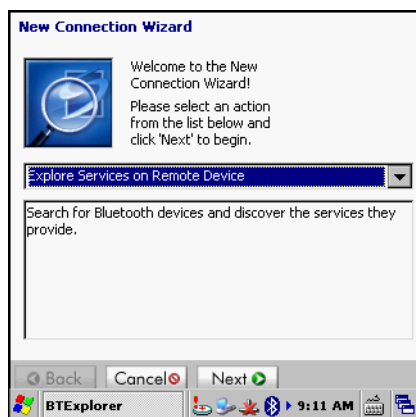 New Connection Wizard
Welcome to the New
Connection Wizard!
Please select an action
from the list below and
click 'Next' to begin.
Explore Services on Remote Device
Search for Bluetooth devices and discover the services they
provide.
Back Cancel Next
BTExplorer 9:11 AM